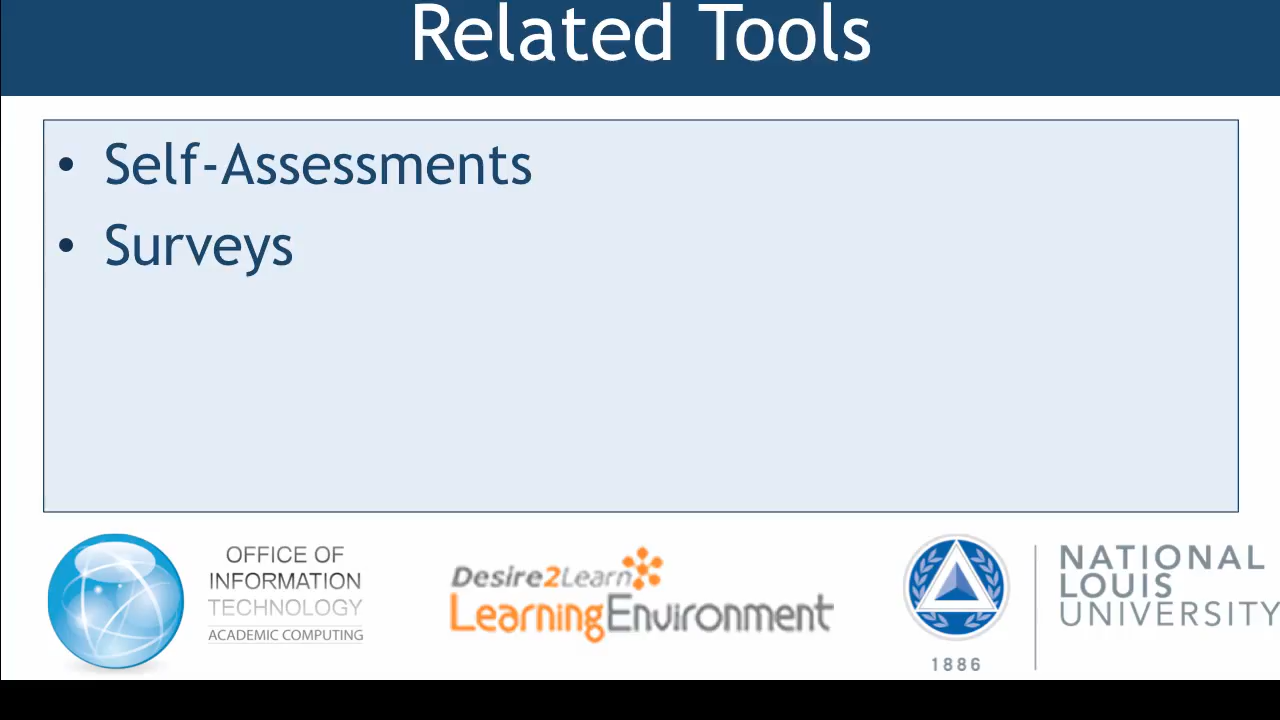 Related Tools
• Self-Assessments
• Surveys
OFFICE OF
INFORMATION
TECHNOLOGY
ACADEMIC COMPUTING
Desire2Learn
LearningEnvironment
1886
NATIONAL
LOUIS
UNIVERSITY